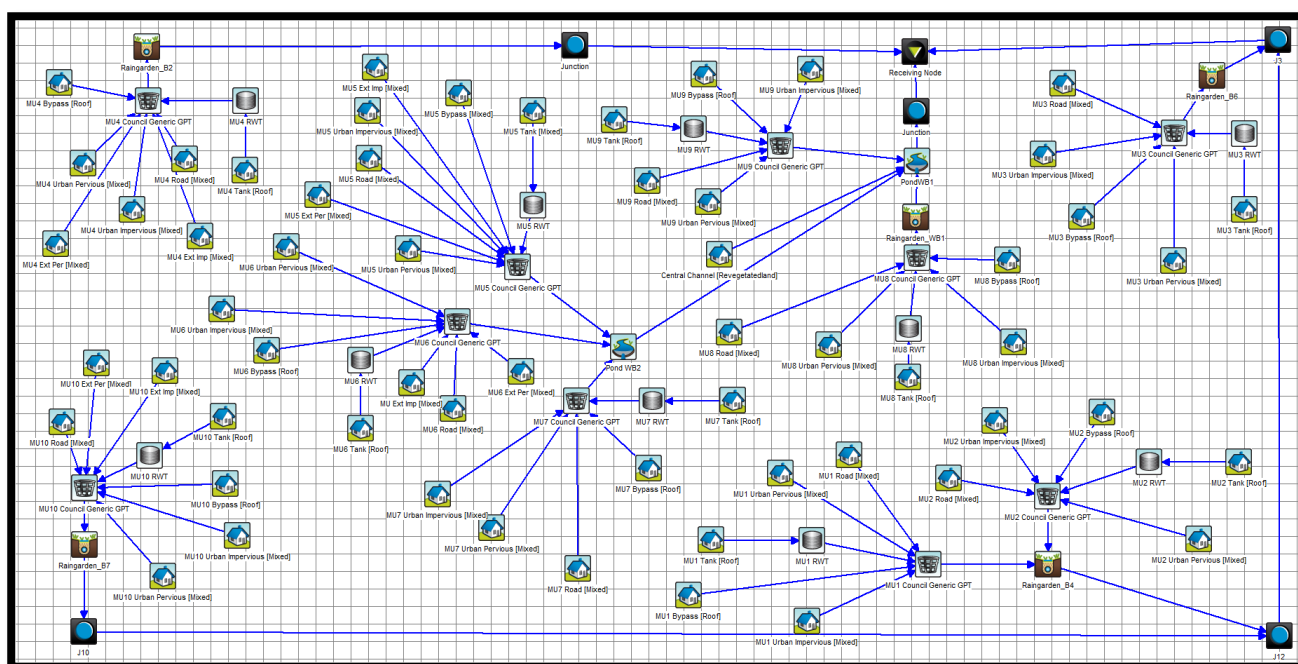 Raingarden_B2
Junction
Receiving Node
J3
MU4 Bypass [Roof]
MU4 Council Generic GPT
MU4 RWT
MU4 Urban Pervious [Mixed]
MU4 Road [Mixed]
MU4 Tank [Roof]
MU4 Urban Impervious [Mixed]
MU4 Ext Per [Mixed]
MU4 Ext Imp [Mixed]
MU5 Ext Imp [Mixed]
MU5 Bypass [Mixed]
MU5 Urban Impervious [Mixed]
MU5 Tank [Mixed]
MU5 Road [Mixed]
MU5 Ext Per [Mixed]
MU5 RWT
MU5 Urban Pervious [Mixed]
MU5 Council Generic GPT
MU9 Bypass [Roof]
MU9 Urban Impervious [Mixed]
MU9 Tank [Roof]
MU9 RWT
MU9 Council Generic GPT
MU9 Road [Mixed]
MU9 Urban Pervious [Mixed]
Junction
PondWB1
Raingarden_WB1
Central Channel [Revegetatedland]
MU8 Council Generic GPT
MU8 Bypass [Roof]
MU8 Road [Mixed]
MU8 Urban Pervious [Mixed]
MU8 RWT
MU8 Urban Impervious [Mixed]
MU8 Tank [Roof]
Raingarden_B6
MU3 Road [Mixed]
MU3 Council Generic GPT
MU3 RWT
MU3 Urban Impervious [Mixed]
MU3 Bypass [Roof]
MU3 Tank [Roof]
MU3 Urban Pervious [Mixed]
MU6 Urban Pervious [Mixed]
MU6 Urban Impervious [Mixed]
MU6 Council Generic GPT
MU6 Bypass [Roof]
MU6 RWT
MU Ext Imp [Mixed]
MU6 Ext Per [Mixed]
MU6 Road [Mixed]
MU6 Tank [Roof]
Pond WB2
MU7 Council Generic GPT
MU7 RWT
MU7 Tank [Roof]
MU7 Bypass [Roof]
MU7 Urban Impervious [Mixed]
MU7 Urban Pervious [Mixed]
MU7 Road [Mixed]
MU10 Ext Per [Mixed]
MU10 Ext Imp [Mixed]
MU10 Road [Mixed]
MU10 Tank [Roof]
MU10 RWT
MU10 Council Generic GPT
MU10 Bypass [Roof]
MU10 Urban Impervious [Mixed]
Raingarden_B7
MU10 Urban Pervious [Mixed]
J10
MU1 Road [Mixed]
MU1 Urban Pervious [Mixed]
MU1 Tank [Roof]
MU1 RWT
MU1 Council Generic GPT
MU1 Bypass [Roof]
MU1 Urban Impervious [Mixed]
MU2 Urban Impervious [Mixed]
MU2 Bypass [Roof]
MU2 Road [Mixed]
MU2 RWT
MU2 Tank [Roof]
MU2 Council Generic GPT
MU2 Urban Pervious [Mixed]
Raingarden_B4
J12